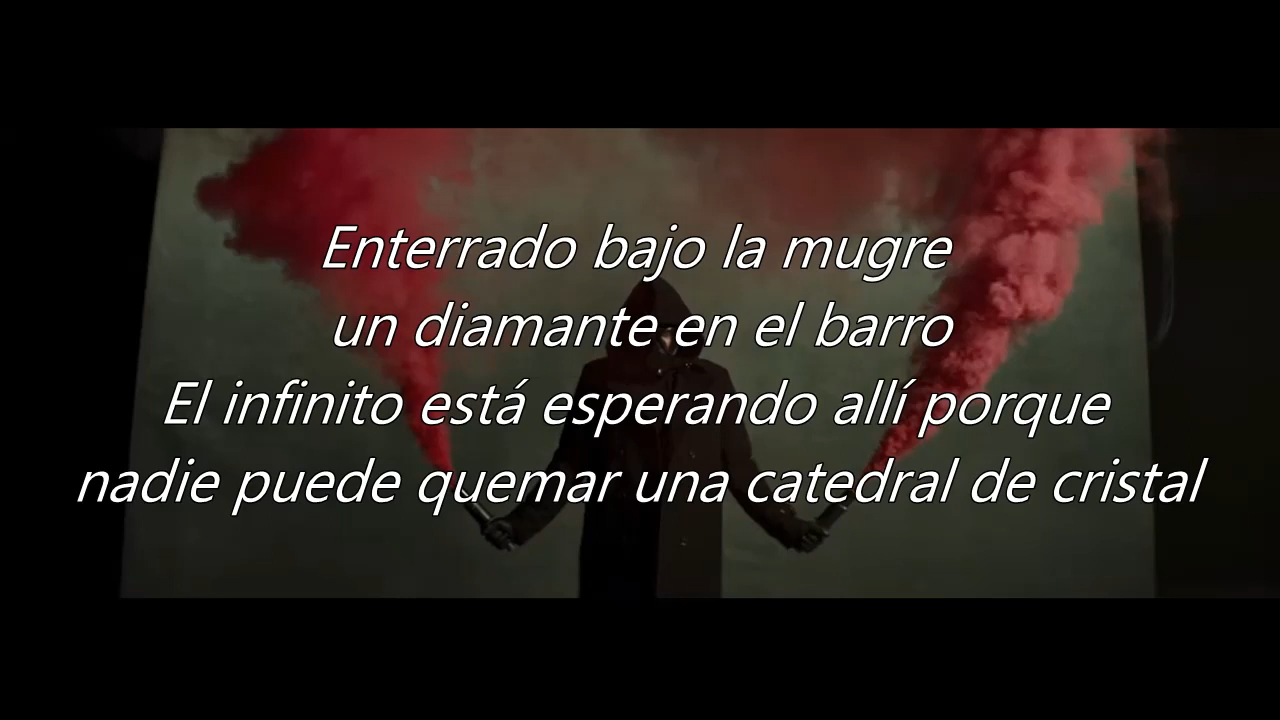 Enterrado bajo la mugre
un diamante en el barro
El infinito está esperando allí porque
nadie puede quemar una catedral de cristal